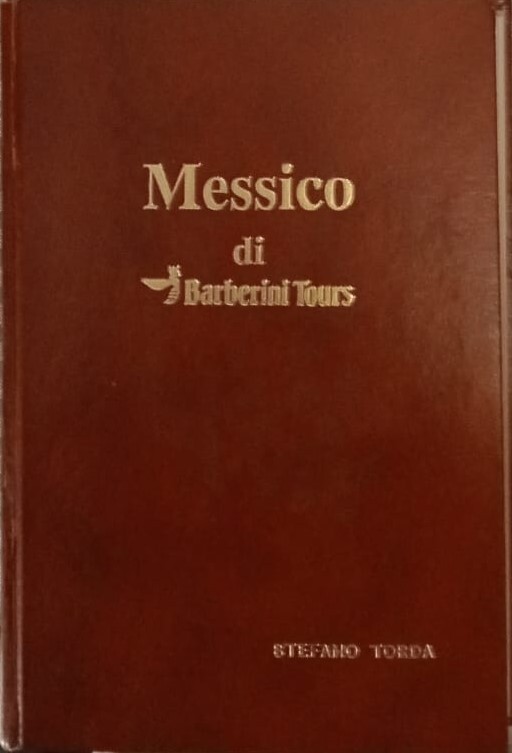 Messico
di
Barberini Tours
STEFANO TORDA